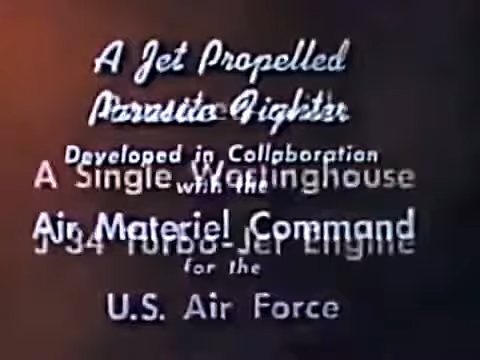 A Jet Propelled
Parasite Fighter
Developed in Collaboration
A Single Westinghouse
with the
Air Materiel Command
J-34 Turbo-Jet Engine
for the
U.S. Air Force